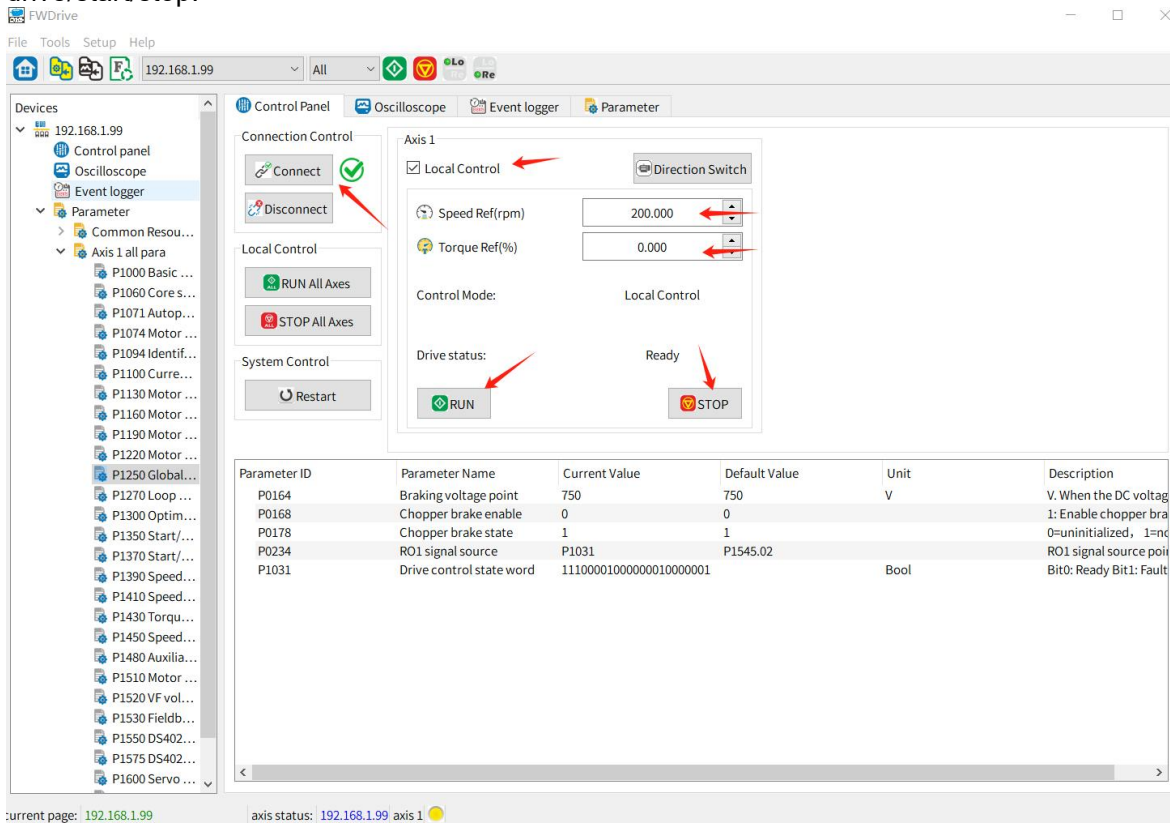 FWDrive
File Tools Setup Help
192.168.1.99 All Lo Re
Devices
192.168.1.99
Control panel
Oscilloscope
Event logger
Parameter
Common Resou...
Axis 1 all para
P1000 Basic ...
P1060 Core s...
P1071 Autop...
P1074 Motor ...
P1094 Identif...
P1100 Curre...
P1130 Motor ...
P1160 Motor ...
P1190 Motor ...
P1220 Motor ...
P1250 Global...
P1270 Loop ...
P1300 Optim...
P1350 Start/...
P1370 Start/...
P1390 Speed...
P1410 Speed...
P1430 Torqu...
P1450 Speed...
P1480 Auxilia...
P1510 Motor ...
P1520 VF vol...
P1530 Fieldb...
P1550 DS402...
P1575 DS402...
P1600 Servo ...
Control Panel Oscilloscope Event logger Parameter
Connection Control
Connect
Disconnect
Local Control
RUN All Axes
STOP All Axes
System Control
Restart
Axis 1
Local Control Direction Switch
Speed Ref(rpm) 200.000
Torque Ref(%) 0.000
Control Mode: Local Control
Drive status: Ready
RUN STOP
Parameter ID Parameter Name Current Value Default Value Unit Description
P0164 Braking voltage point 750 750 V V. When the DC voltag
P0168 Chopper brake enable 0 0 1: Enable chopper bra
P0178 Chopper brake state 1 1 0=uninitialized，1=no
P0234 RO1 signal source P1031 P1545.02 RO1 signal source poi
P1031 Drive control state word 11100001000000010000001 Bool Bit0: Ready Bit1: Fault
current page: 192.168.1.99 axis status: 192.168.1.99 axis 1